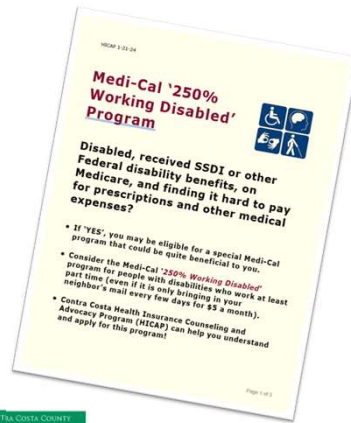 HICAP 1-21-24
Medi-Cal ‘250%
Working Disabled’
Program
Disabled, received SSDI or other
Federal disability benefits, on
Medicare, and finding it hard to pay
for prescriptions and other medical
expenses?
• If ‘YES’, you may be eligible for a special Medi-Cal
program that could be quite beneficial to you.
• Consider the Medi-Cal ‘250% Working Disabled’
program for people with disabilities who work at least
part time (even if it is only bringing in your
neighbor’s mail every few days for $5 a month).
• Contra Costa Health Insurance Counseling and
Advocacy Program (HICAP) can help you understand
and apply for this program!
Page 1 of 2
TRA COSTA COUNTY